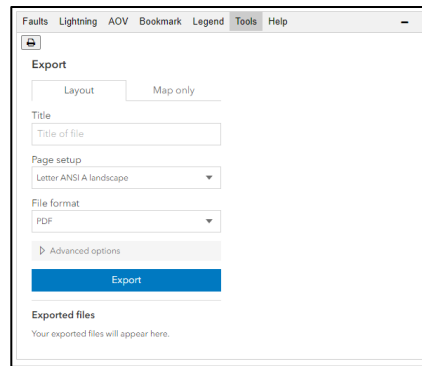 Faults Lightning AOV Bookmark Legend Tools Help
Export
Layout Map only
Title
Title of file
Page setup
Letter ANSI A landscape
File format
PDF
Advanced options
Export
Exported files
Your exported files will appear here.